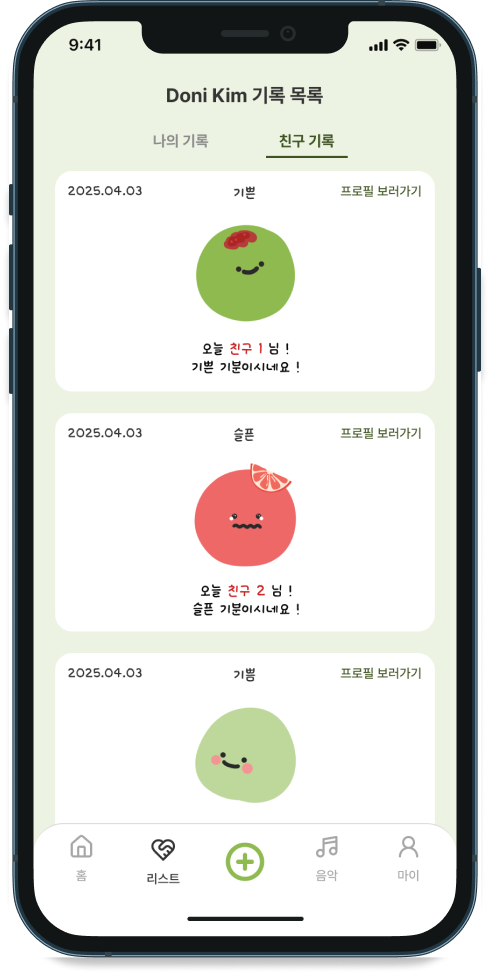 9:41
Doni Kim 기록 목록
나의 기록 친구 기록
2025.04.03 기쁜 프로필 보러가기
오늘 친구 1 님 !
기쁜 기분이시네요 !
2025.04.03 슬픈 프로필 보러가기
오늘 친구 2 님 !
슬픈 기분이시네요 !
2025.04.03 기쁨 프로필 보러가기
홈 리스트 음악 마이